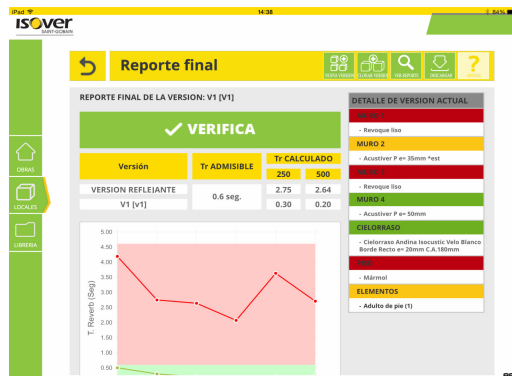 iPad
14:38
84%
isover
SAINT-GOBAIN
Reporte final
VER REPORTE
DESCARGAR
REPORTE FINAL DE LA VERSION: V1 [V1]
VERIFICA
Versión
Tr ADMISIBLE
Tr CALCULADO
250
500
VERSION REFLEJANTE
0.6 seg.
2.75
2.64
V1 [v1]
0.30
0.20
DETALLE DE VERSION ACTUAL
- Revoque liso
MURO 2
- Acustiver P e= 35mm *est
- Revoque liso
MURO 4
- Acustiver P e= 50mm
CIELORRASO
- Cielorraso Andina Isocustic Velo Blanco
Borde Recto e= 20mm C.A.180mm
- Mármol
ELEMENTOS
- Adulto de pie (1)
OBRAS
LOCALES
LIBRERIA
T. Reverb (Seg)
5.00
4.50
4.00
3.50
3.00
2.50
2.00
1.50
1.00
0.50